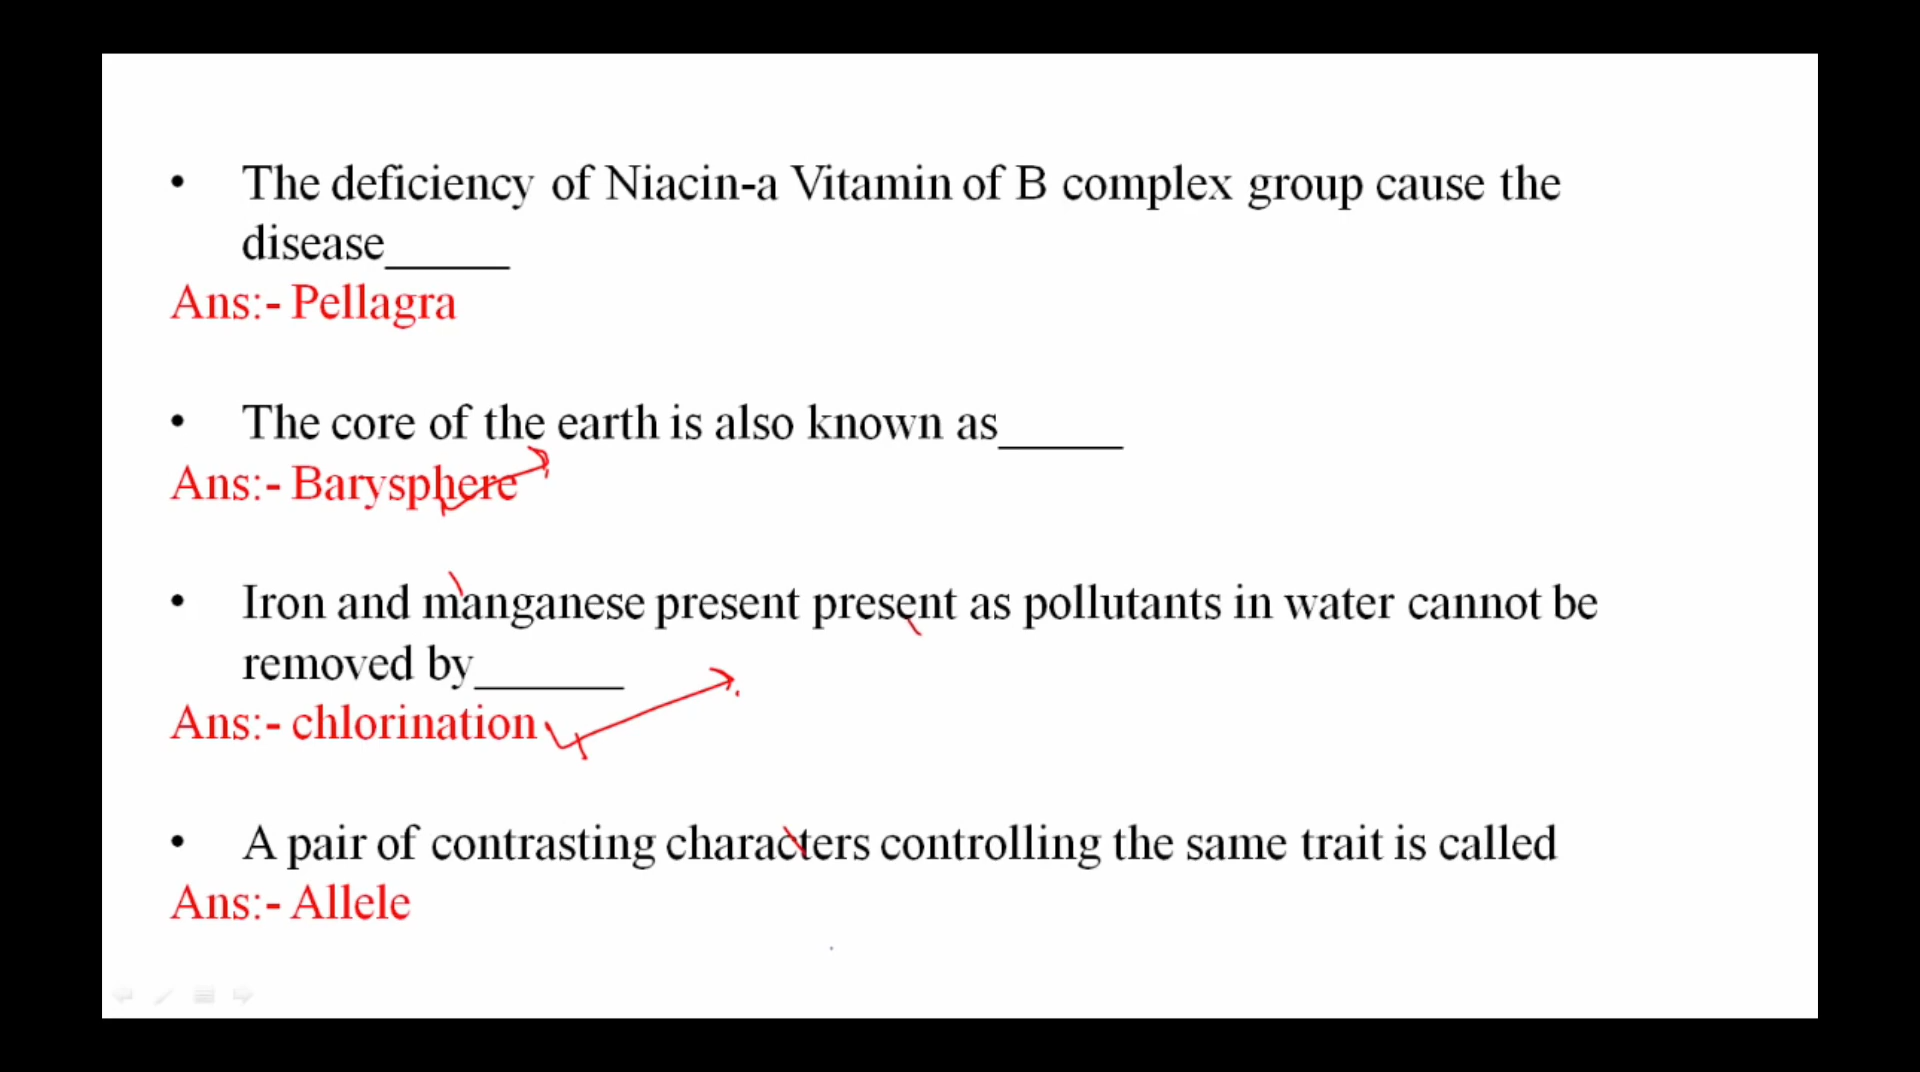 • The deficiency of Niacin-a Vitamin of B complex group cause the
disease_____
Ans:- Pellagra
• The core of the earth is also known as_____
Ans:- Barysphere
• Iron and manganese present present as pollutants in water cannot be
removed by______
Ans:- chlorination
• A pair of contrasting characters controlling the same trait is called
Ans:- Allele